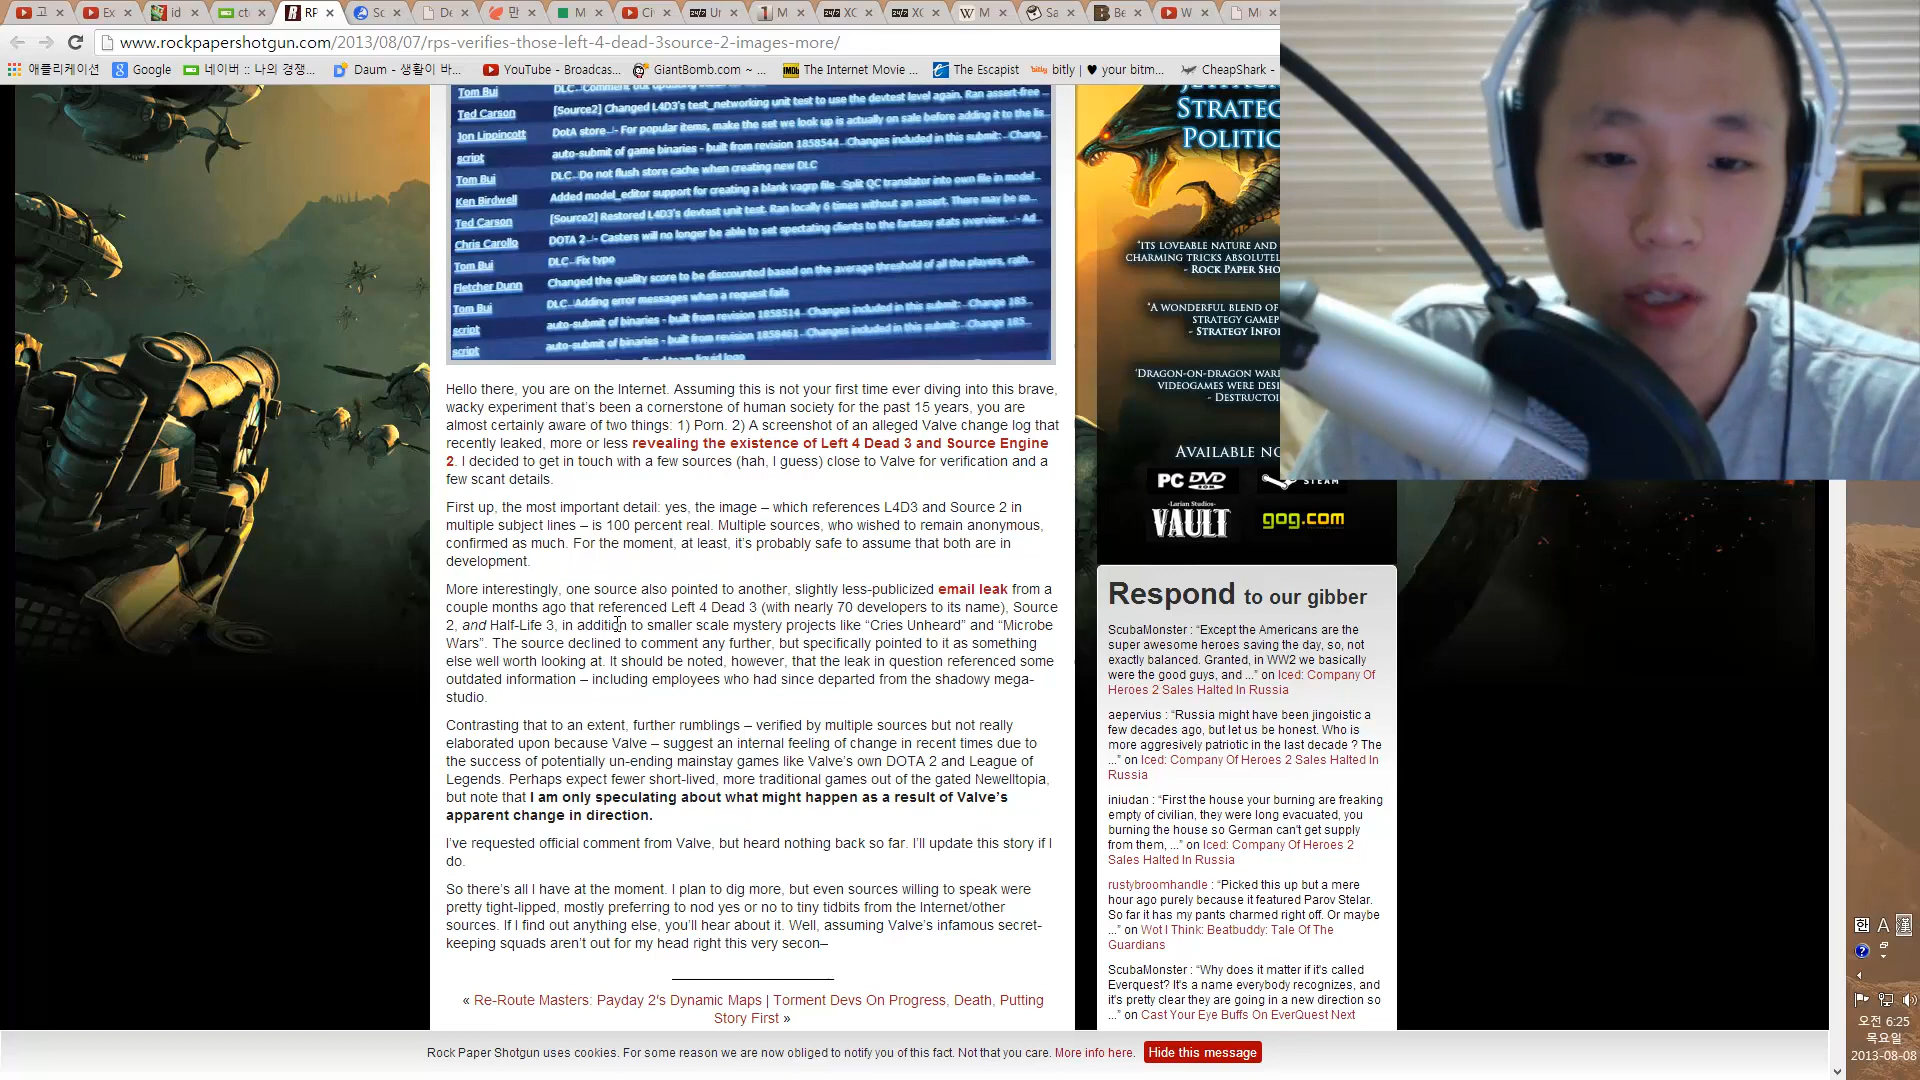 고
Ex
id
ct
RP
Sc
De
만
M
Ci
24/7 Ur
1 M
24/7 XC
24/7 XC
W M
Sa
B Be
W
M
www.rockpapershotgun.com/2013/08/07/rps-verifies-those-left-4-dead-3source-2-images-more/
애플리케이션
Google
네이버 :: 나의 경쟁...
Daum - 생활이 바...
YouTube - Broadcas...
GiantBomb.com ~ ...
The Internet Movie ...
The Escapist
bitly | ♥ your bitm...
CheapShark -
Tom Bui
Ted Carson [Source2] Changed L4D3's test_networking unit test to use the devtest level again. Ran assert-free ...
Jon Lippincott DotA store - For popular items, make the set we look up is actually on sale before adding it to the lis
script auto-submit of game binaries - built from revision 1858544 Changes included in this submit: Chang...
Tom Bui DLC Do not flush store cache when creating new DLC
Ken Birdwell Added model_editor support for creating a blank vagrp file Split QC translator into own file in model...
Ted Carson [Source2] Restored L4D3's devtest unit test. Ran locally 6 times without an assert. There may be so...
Chris Carollo DOTA 2 - Casters will no longer be able to set spectating clients to the fantasy stats overview... Ad...
Tom Bui DLC Fix typo
Fletcher Dunn Changed the quality score to be disccounted based on the average threshold of all the players, rath...
Tom Bui DLC Adding error messages when a request fails
script auto-submit of binaries - built from revision 1858514 Changes included in this submit: Change 185...
script auto-submit of binaries - built from revision 1858461 Changes included in this submit: Change 185...
team liquid logo
Hello there, you are on the Internet. Assuming this is not your first time ever diving into this brave,
wacky experiment that's been a cornerstone of human society for the past 15 years, you are
almost certainly aware of two things: 1) Porn. 2) A screenshot of an alleged Valve change log that
recently leaked, more or less revealing the existence of Left 4 Dead 3 and Source Engine
2. I decided to get in touch with a few sources (hah, I guess) close to Valve for verification and a
few scant details.
First up, the most important detail: yes, the image – which references L4D3 and Source 2 in
multiple subject lines – is 100 percent real. Multiple sources, who wished to remain anonymous,
confirmed as much. For the moment, at least, it's probably safe to assume that both are in
development.
More interestingly, one source also pointed to another, slightly less-publicized email leak from a
couple months ago that referenced Left 4 Dead 3 (with nearly 70 developers to its name), Source
2, and Half-Life 3, in addition to smaller scale mystery projects like “Cries Unheard” and “Microbe
Wars”. The source declined to comment any further, but specifically pointed to it as something
else well worth looking at. It should be noted, however, that the leak in question referenced some
outdated information – including employees who had since departed from the shadowy mega-
studio.
Contrasting that to an extent, further rumblings – verified by multiple sources but not really
elaborated upon because Valve – suggest an internal feeling of change in recent times due to
the success of potentially un-ending mainstay games like Valve's own DOTA 2 and League of
Legends. Perhaps expect fewer short-lived, more traditional games out of the gated Newelltopia,
but note that I am only speculating about what might happen as a result of Valve's
apparent change in direction.
I've requested official comment from Valve, but heard nothing back so far. I'll update this story if I
do.
So there's all I have at the moment. I plan to dig more, but even sources willing to speak were
pretty tight-lipped, mostly preferring to nod yes or no to tiny tidbits from the Internet/other
sources. If I find out anything else, you'll hear about it. Well, assuming Valve's infamous secret-
keeping squads aren't out for my head right this very secon–
« Re-Route Masters: Payday 2's Dynamic Maps | Torment Devs On Progress, Death, Putting
Story First »
STRATEG
POLITIC
"ITS LOVEABLE NATURE AND
CHARMING TRICKS ABSOLUTEL
- ROCK PAPER SHO
"A WONDERFUL BLEND OF
STRATEGY GAMEP
- STRATEGY INFOR
'DRAGON-ON-DRAGON WAR
VIDEOGAMES WERE DESI
- DESTRUCTOI
AVAILABLE NO
PC DVD ROM
STEAM
Larian Studios
VAULT
gog.com
Respond to our gibber
ScubaMonster : “Except the Americans are the
super awesome heroes saving the day, so, not
exactly balanced. Granted, in WW2 we basically
were the good guys, and ...” on Iced: Company Of
Heroes 2 Sales Halted In Russia
aepervius : “Russia might have been jingoistic a
few decades ago, but let us be honest. Who is
more aggresively patriotic in the last decade ? The
...” on Iced: Company Of Heroes 2 Sales Halted In
Russia
iniudan : “First the house your burning are freaking
empty of civilian, they were long evacuated, you
burning the house so German can't get supply
from them, ...” on Iced: Company Of Heroes 2
Sales Halted In Russia
rustybroomhandle : “Picked this up but a mere
hour ago purely because it featured Parov Stelar.
So far it has my pants charmed right off. Or maybe
...” on Wot I Think: Beatbuddy: Tale Of The
Guardians
ScubaMonster : “Why does it matter if it's called
Everquest? It's a name everybody recognizes, and
it's pretty clear they are going in a new direction so
...” on Cast Your Eye Buffs On EverQuest Next
Rock Paper Shotgun uses cookies. For some reason we are now obliged to notify you of this fact. Not that you care. More info here.
Hide this message
한 A 漢
오전 6:25
목요일
2013-08-08